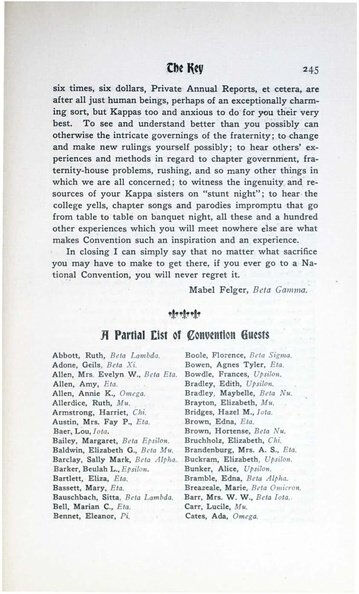 The Key
245
six times, six dollars, Private Annual Reports, et cetera, are
after all just human beings, perhaps of an exceptionally charm-
ing sort, but Kappas too and anxious to do for you their very
best. To see and understand better than you possibly can
otherwise the intricate governings of the fraternity; to change
and make new rulings yourself possibly; to hear others' ex-
periences and methods in regard to chapter government, fra-
ternity-house problems, rushing, and so many other things in
which we are all concerned; to witness the ingenuity and re-
sources of your Kappa sisters on "stunt night"; to hear the
college yells, chapter songs and parodies impromptu that go
from table to table on banquet night, all these and a hundred
other experiences which you will meet nowhere else are what
makes Convention such an inspiration and an experience.
In closing I can simply say that no matter what sacrifice
you may have to make to get there, if you ever go to a Na-
tional Convention, you will never regret it.
Mabel Felger, Beta Gamma.
A Partial List of Convention Guests
Abbott, Ruth, Beta Lambda.
Adone, Geils, Beta Xi.
Allen, Mrs. Evelyn W., Beta Eta.
Allen, Amy, Eta.
Allen, Annie K., Omega.
Allerdice, Ruth, Mu.
Armstrong, Harriet, Chi.
Austin, Mrs. Fay P., Eta.
Baer, Lou, Iota.
Bailey, Margaret, Beta Epsilon.
Baldwin, Elizabeth G., Beta Mu.
Barclay, Sally Mark, Beta Alpha.
Barker, Beulah L., Epsilon.
Bartlett, Eliza, Eta.
Bassett, Mary, Eta.
Bauschbach, Sitta, Beta Lambda.
Bell, Marian C., Eta.
Bennet, Eleanor, Pi.
Boole, Florence, Beta Sigma.
Bowen, Agnes Tyler, Eta.
Bowdle, Frances, Upsilon.
Bradley, Edith, Upsilon.
Bradley, Maybelle, Beta Nu.
Brayton, Elizabeth, Mu.
Bridges, Hazel M., Iota.
Brown, Edna, Eta.
Brown, Hortense, Beta Nu.
Bruchholz, Elizabeth, Chi.
Brandenburg, Mrs. A. S., Eta.
Buckram, Elizabeth, Upsilon.
Bunker, Alice, Upsilon.
Bramble, Edna, Beta Alpha.
Breazeale, Marie, Beta Omicron.
Barr, Mrs. W. W., Beta Iota.
Carr, Lucile, Mu.
Cates, Ada, Omega.